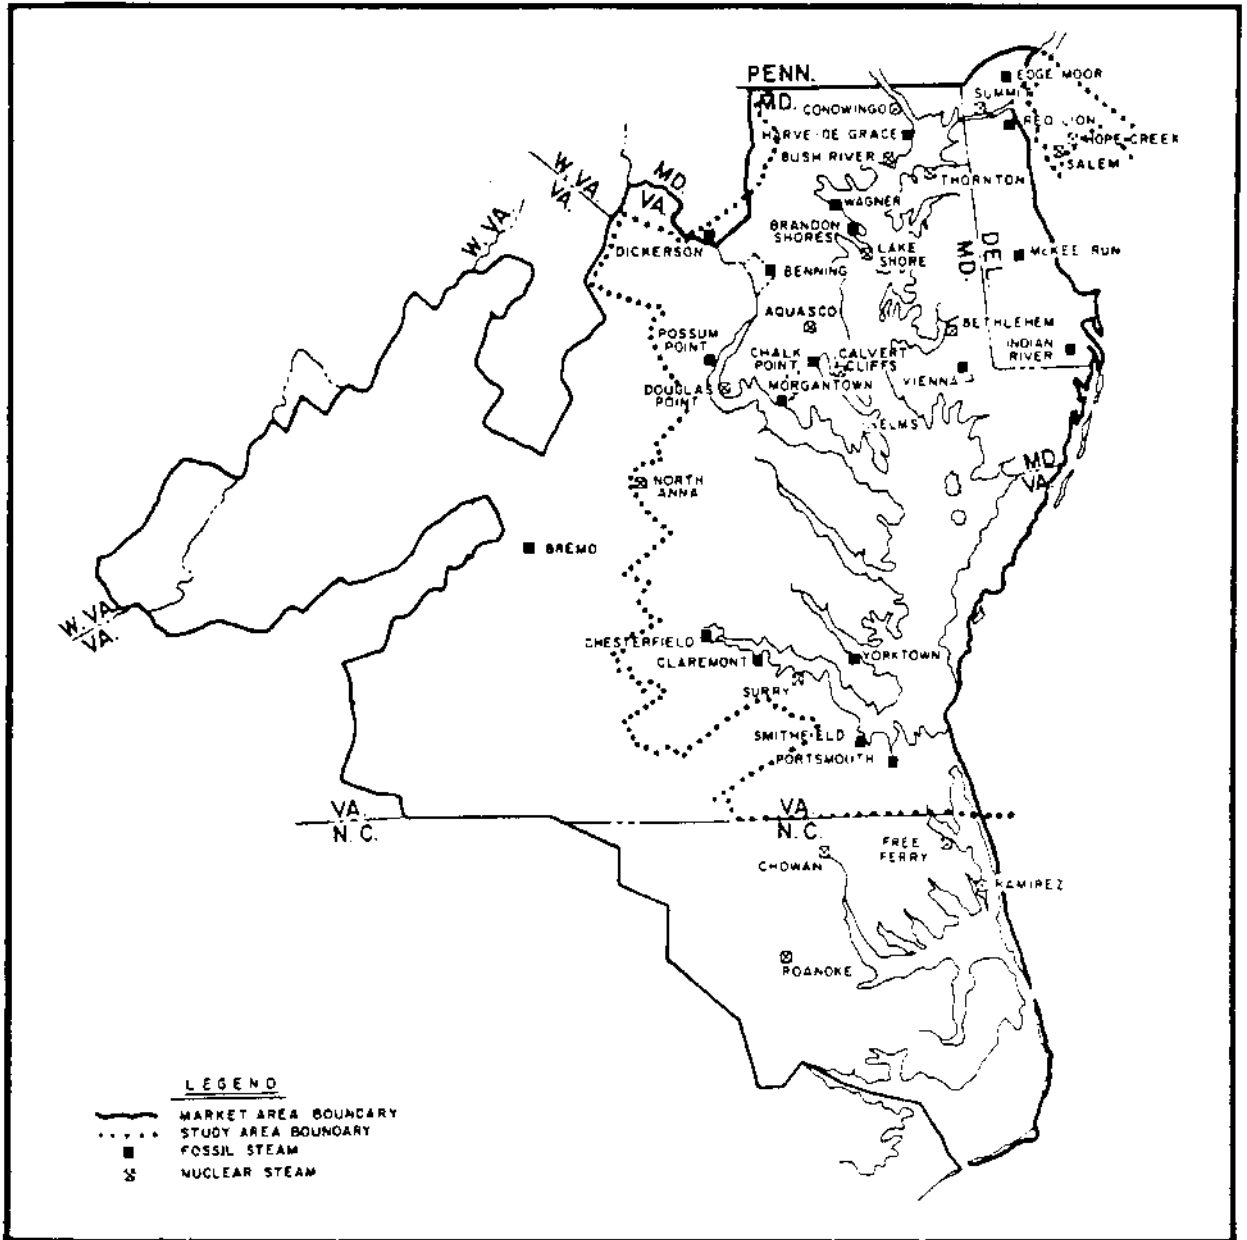 PENN.
MD.
EDGE MOOR
SUMMIT
CONOWINGO
RED LION
HARVE-DE GRACE
HOPE CREEK
BUSH RIVER
SALEM
W. VA.
VA.
MD.
VA.
THORNTON
WAGNER
W. VA.
BRANDON
SHORES
DICKERSON
LAKE
SHORE
MD.
DEL.
McKEE RUN
BENNING
AQUASCO
BETHLEHEM
POSSUM
POINT
CHALK
POINT
CALVERT
CLIFFS
INDIAN
RIVER
DOUGLAS
POINT
MORGANTOWN
VIENNA
ELMS
MD.
VA.
NORTH
ANNA
BREMO
W. VA.
VA.
CHESTERFIELD
CLAREMONT
YORKTOWN
SURRY
SMITHFIELD
PORTSMOUTH
VA.
N. C.
VA.
N. C.
FREE
FERRY
CHOWAN
RAMIREZ
ROANOKE
LEGEND
MARKET AREA BOUNDARY
STUDY AREA BOUNDARY
FOSSIL STEAM
NUCLEAR STEAM